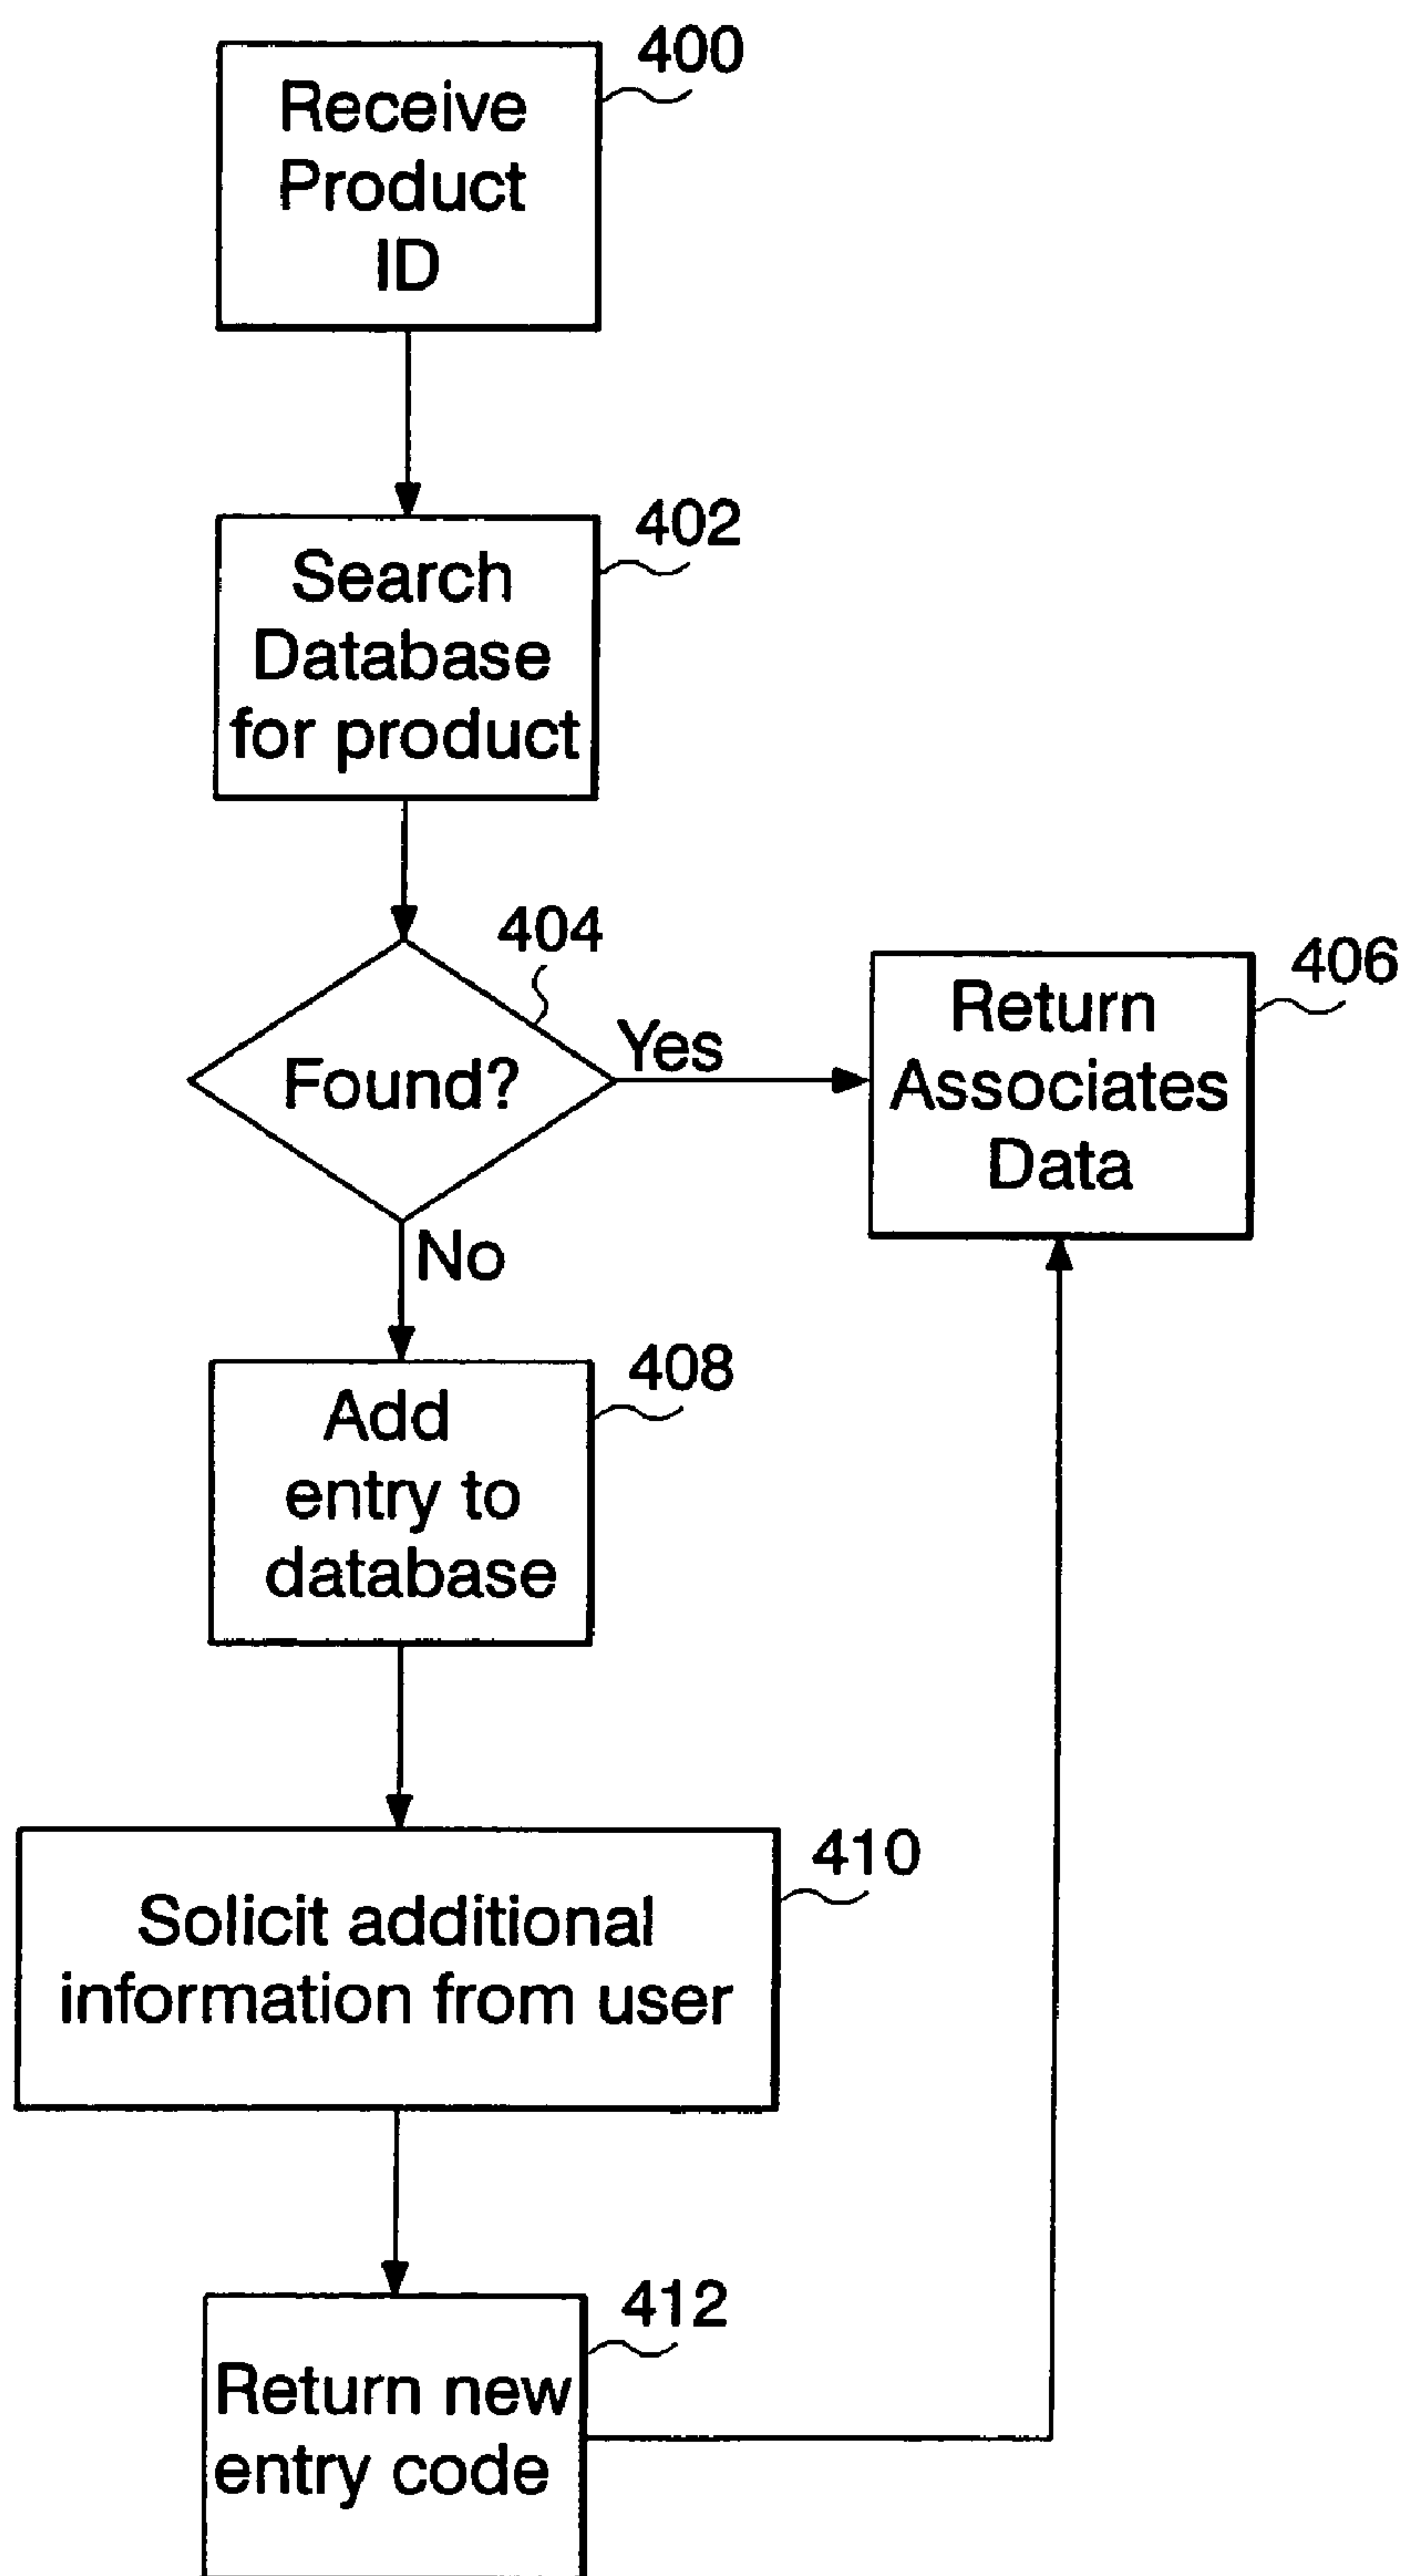 400
Receive
Product
ID
402
Search
Database
for product
404
Found?
Yes
406
Return
Associates
Data
No
408
Add
entry to
database
410
Solicit additional
information from user
412
Return new
entry code